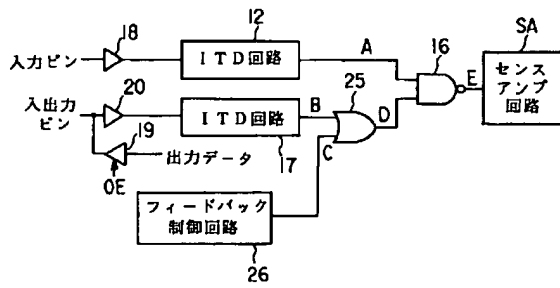 18
12
SA
入力ピン
ITD回路
A
16
E
センス
アンプ
回路
20
25
入出力
ピン
ITD回路
B
D
19
C
出力データ
17
OE
フィードバック
制御回路
26